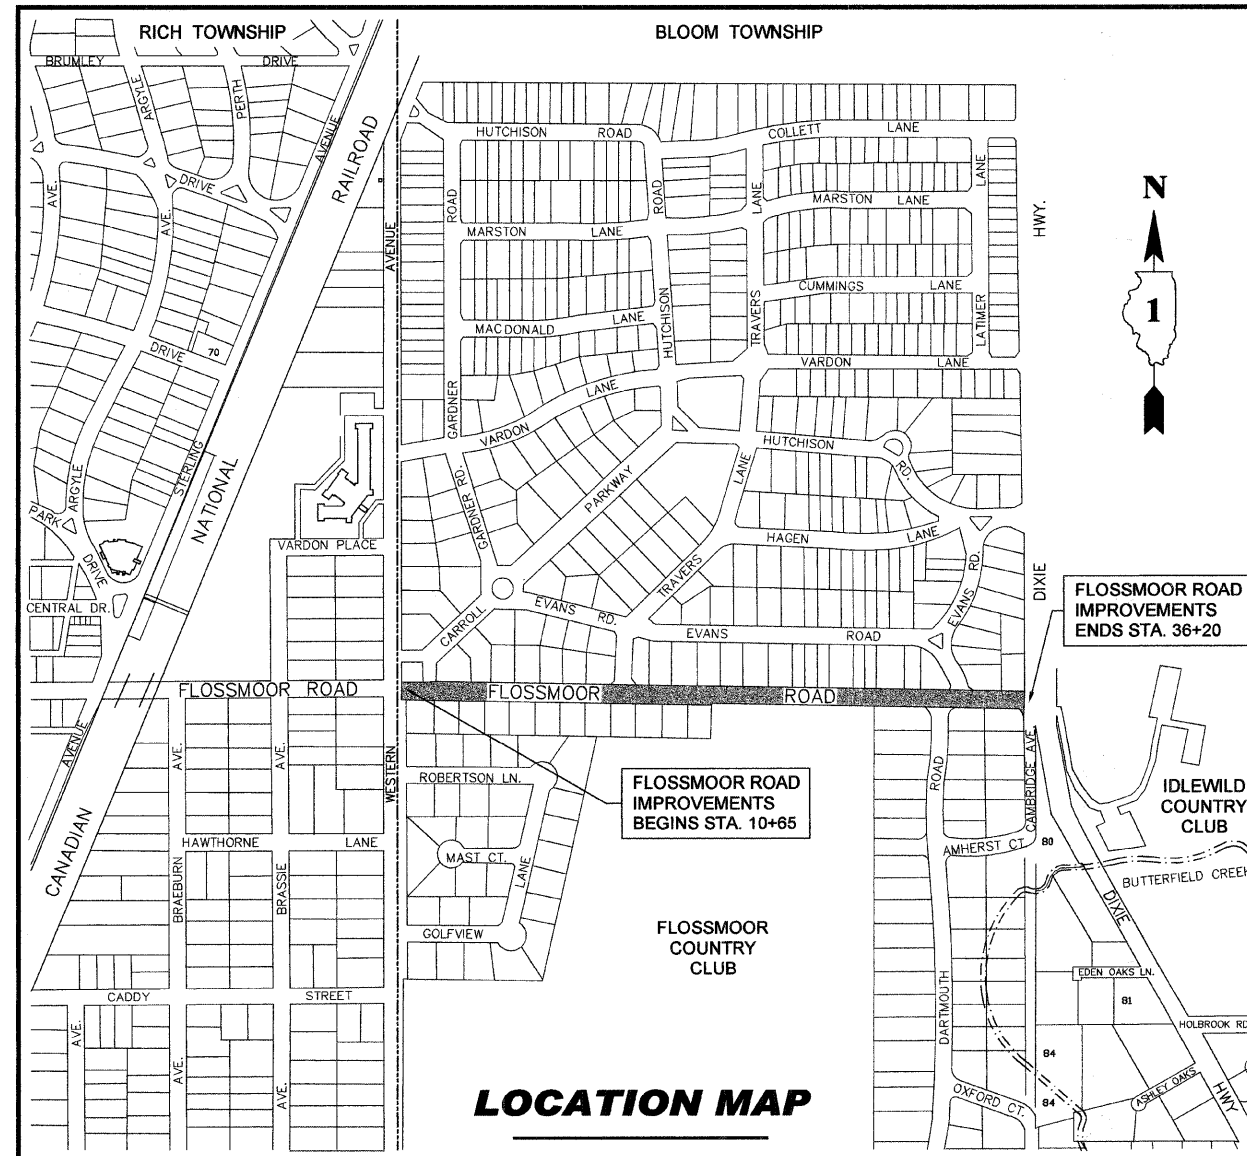 RICH TOWNSHIP
BLOOM TOWNSHIP
BRUMLEY
DRIVE
ARGYLE
PERTH
AVENUE
RAILROAD
HUTCHISON
ROAD
COLLETT
LANE
AVE.
DRIVE
AVE.
ROAD
ROAD
LANE
MARSTON
LANE
LANE
N
AVENUE
MARSTON
LANE
HWY.
CUMMINGS
LANE
1
MAC DONALD
LANE
HUTCHISON
TRAVERS
LATIMER
DRIVE
70
VARDON
LANE
LANE
GARDNER
VARDON
HUTCHISON
RD.
STERLING
NATIONAL
ARGYLE
PARK
DRIVE
GARDNER RD.
PARKWAY
LANE
HAGEN
LANE
VARDON PLACE
TRAVERS
EVANS RD.
DIXIE
CENTRAL DR.
CARROLL
EVANS
RD.
EVANS
ROAD
FLOSSMOOR ROAD
IMPROVEMENTS
ENDS STA. 36+20
FLOSSMOOR ROAD
FLOSSMOOR
ROAD
AVENUE
AVE.
AVE.
WESTERN
ROBERTSON LN.
FLOSSMOOR ROAD
IMPROVEMENTS
BEGINS STA. 10+65
ROAD
CAMBRIDGE AVE.
IDLEWILD
COUNTRY
CLUB
CANADIAN
HAWTHORNE
LANE
MAST CT.
LANE
AMHERST CT.
80
BUTTERFIELD CREEK
BRAEBURN
BRASSIE
DIXIE
GOLFVIEW
FLOSSMOOR
COUNTRY
CLUB
EDEN OAKS LN.
81
CADDY
STREET
DARTMOUTH
HOLBROOK RD.
AVE.
AVE.
AVE.
84
84
OXFORD CT.
ASHLEY OAKS
HWY
LOCATION MAP